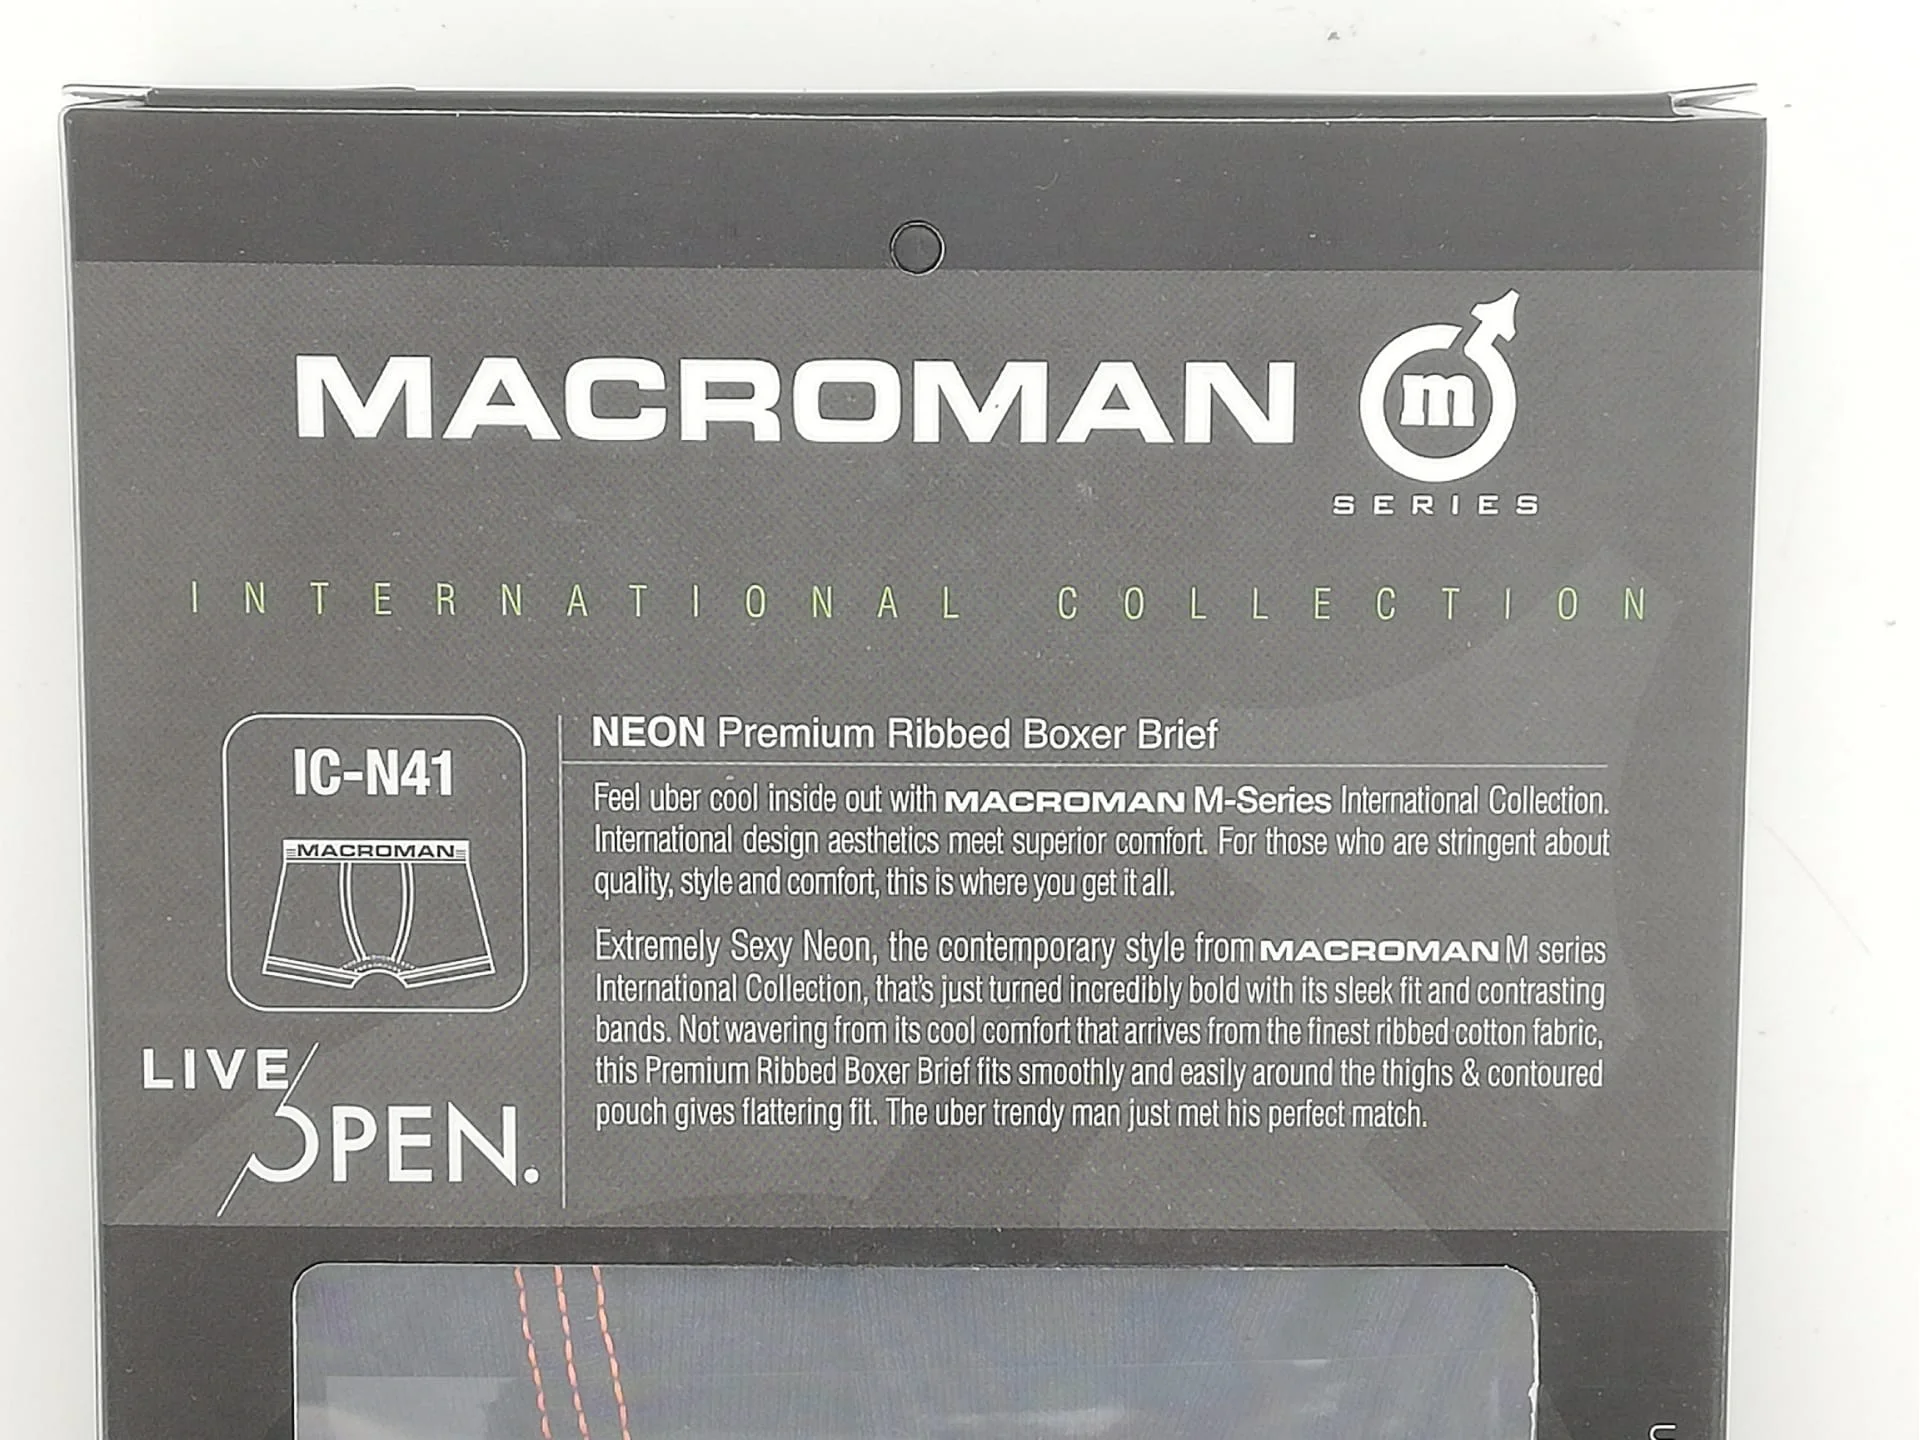 MACROMAN m
SERIES
INTERNATIONAL COLLECTION
IC-N41
MACROMAN
LIVE
OPEN.
NEON Premium Ribbed Boxer Brief
Feel uber cool inside out with MACROMAN M-Series International Collection.
International design aesthetics meet superior comfort. For those who are stringent about
quality, style and comfort, this is where you get it all.
Extremely Sexy Neon, the contemporary style from MACROMAN M series
International Collection, that's just turned incredibly bold with its sleek fit and contrasting
bands. Not wavering from its cool comfort that arrives from the finest ribbed cotton fabric,
this Premium Ribbed Boxer Brief fits smoothly and easily around the thighs & contoured
pouch gives flattering fit. The uber trendy man just met his perfect match.